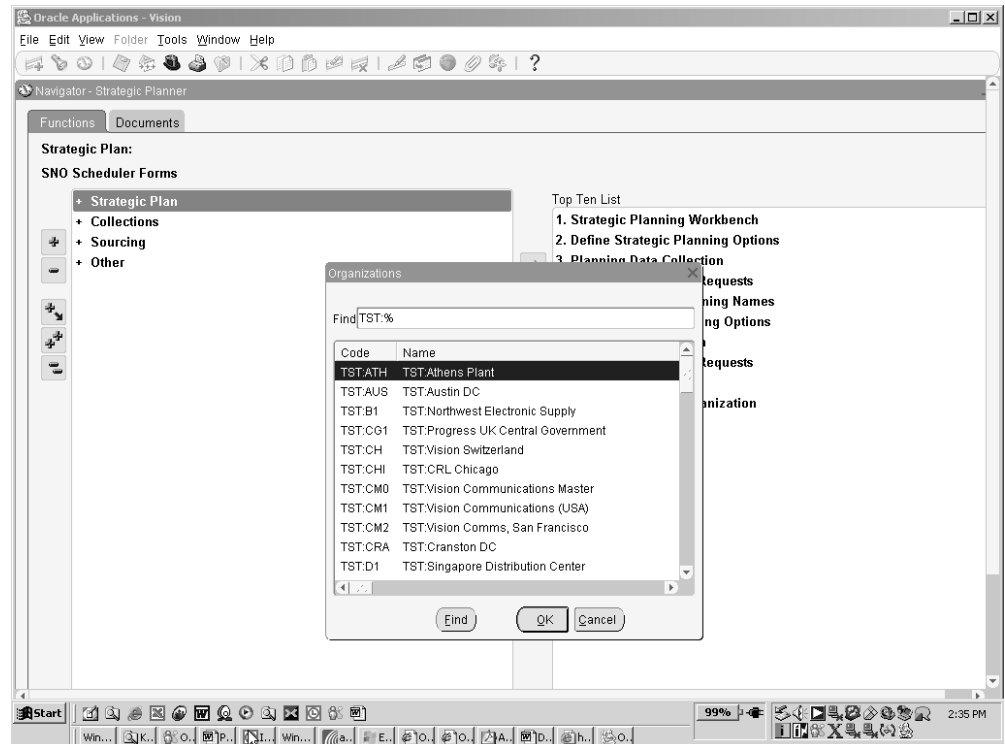 Oracle Applications - Vision
File Edit View Folder Tools Window Help
Navigator - Strategic Planner
Functions Documents
Strategic Plan:
SNO Scheduler Forms
+ Strategic Plan
+ Collections
+ Sourcing
+ Other
Top Ten List
1. Strategic Planning Workbench
2. Define Strategic Planning Options
3. Planning Data Collection
Requests
ning Names
ng Options
Requests
anization
Organizations
Find TST:%
Code Name
TST:ATH TST:Athens Plant
TST:AUS TST:Austin DC
TST:B1 TST:Northwest Electronic Supply
TST:CG1 TST:Progress UK Central Government
TST:CH TST:Vision Switzerland
TST:CHI TST:CRL Chicago
TST:CM0 TST:Vision Communications Master
TST:CM1 TST:Vision Communications (USA)
TST:CM2 TST:Vision Comms, San Francisco
TST:CRA TST:Cranston DC
TST:D1 TST:Singapore Distribution Center
Find OK Cancel
Start 99% 2:35 PM
Win... K.. O.. P.. I... Win... a.. E.. O.. O.. A.. D.. h.. O..